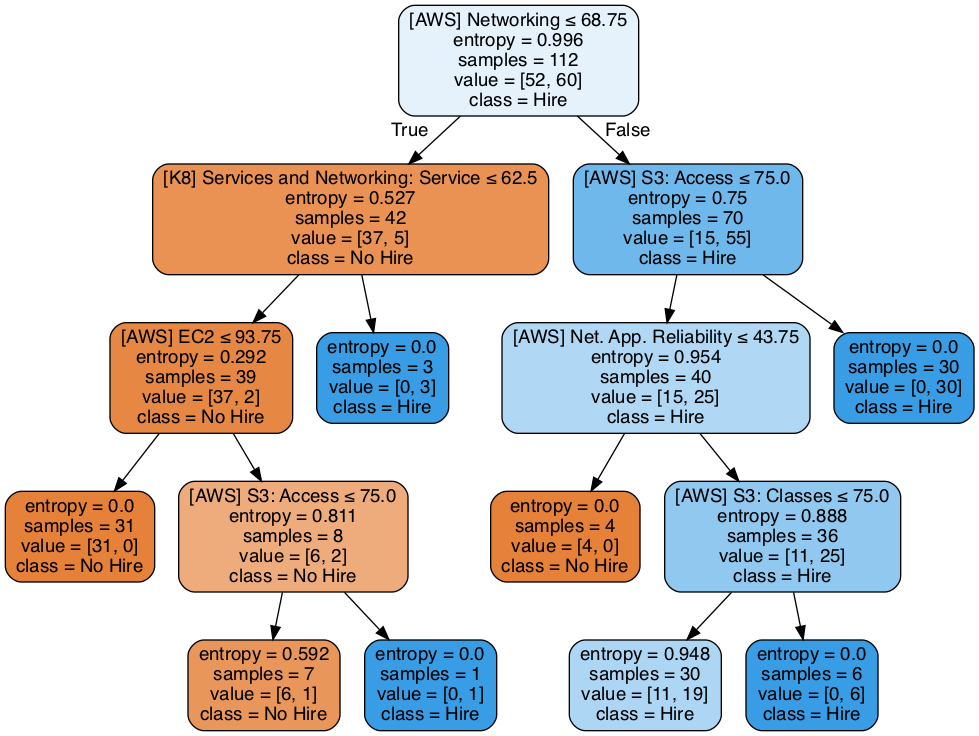 [AWS] Networking ≤ 68.75
entropy = 0.996
samples = 112
value = [52, 60]
class = Hire
True
False
[K8] Services and Networking: Service ≤ 62.5
entropy = 0.527
samples = 42
value = [37, 5]
class = No Hire
[AWS] S3: Access ≤ 75.0
entropy = 0.75
samples = 70
value = [15, 55]
class = Hire
[AWS] EC2 ≤ 93.75
entropy = 0.292
samples = 39
value = [37, 2]
class = No Hire
entropy = 0.0
samples = 3
value = [0, 3]
class = Hire
[AWS] Net. App. Reliability ≤ 43.75
entropy = 0.954
samples = 40
value = [15, 25]
class = Hire
entropy = 0.0
samples = 30
value = [0, 30]
class = Hire
entropy = 0.0
samples = 31
value = [31, 0]
class = No Hire
[AWS] S3: Access ≤ 75.0
entropy = 0.811
samples = 8
value = [6, 2]
class = No Hire
entropy = 0.0
samples = 4
value = [4, 0]
class = No Hire
[AWS] S3: Classes ≤ 75.0
entropy = 0.888
samples = 36
value = [11, 25]
class = Hire
entropy = 0.592
samples = 7
value = [6, 1]
class = No Hire
entropy = 0.0
samples = 1
value = [0, 1]
class = Hire
entropy = 0.948
samples = 30
value = [11, 19]
class = Hire
entropy = 0.0
samples = 6
value = [0, 6]
class = Hire